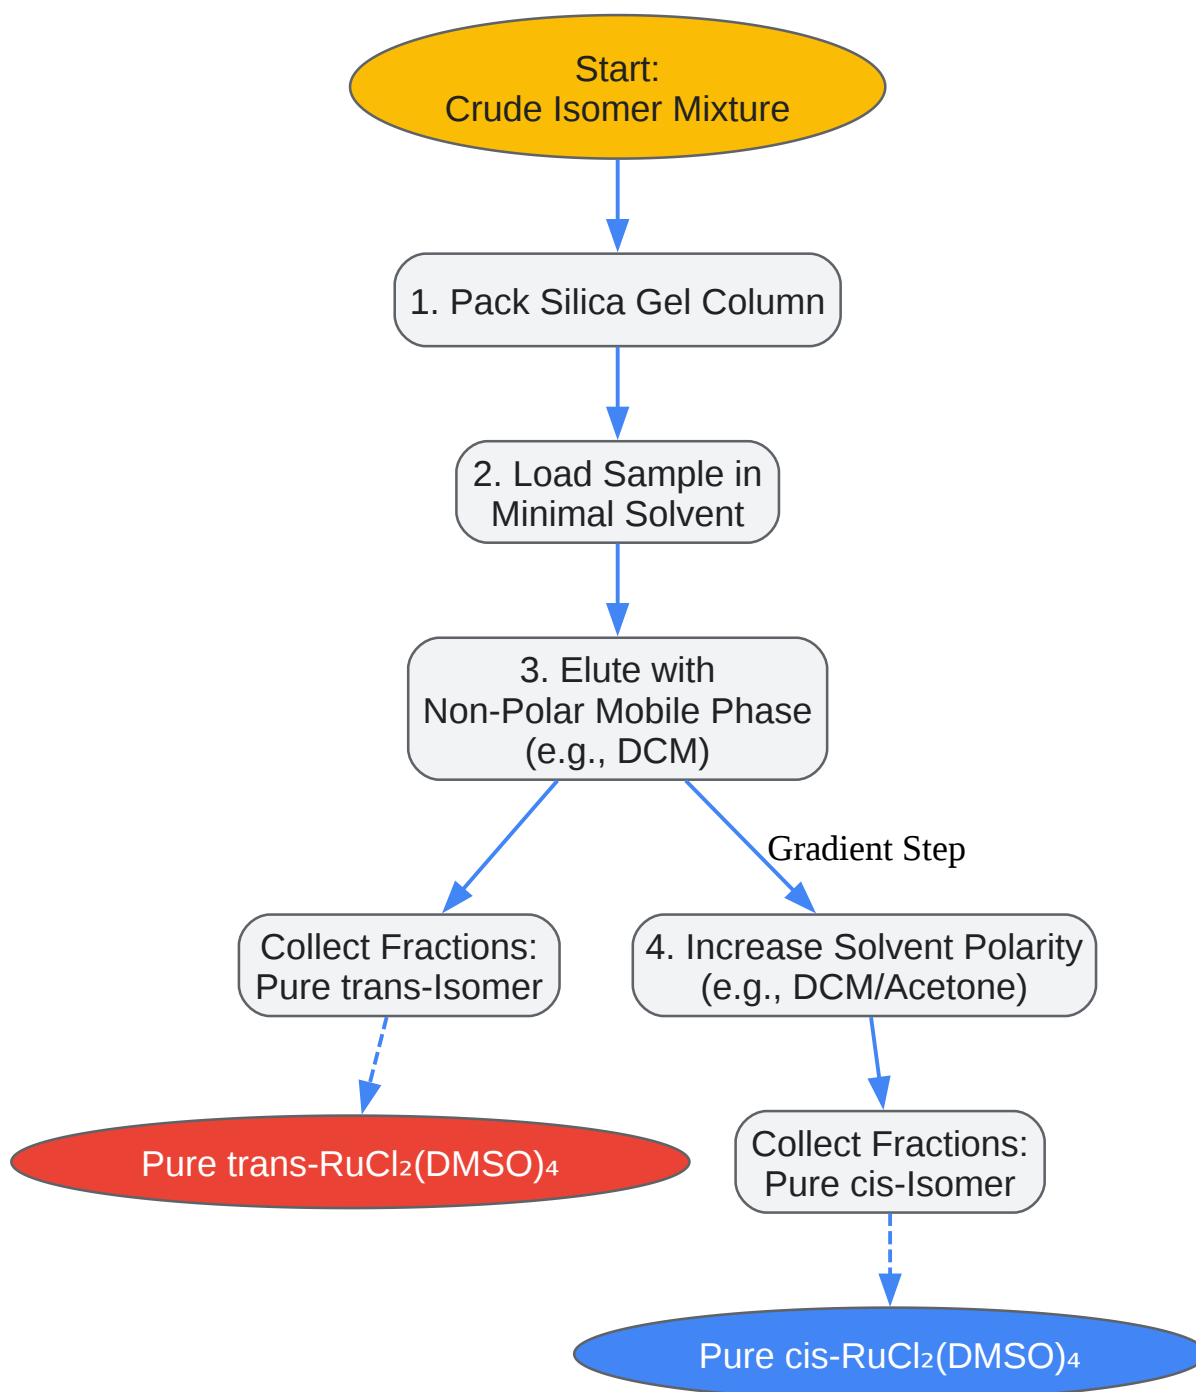 Start:
Crude Isomer Mixture
1. Pack Silica Gel Column
2. Load Sample in
Minimal Solvent
3. Elute with
Non-Polar Mobile Phase
(e.g., DCM)
Gradient Step
Collect Fractions:
Pure trans-Isomer
4. Increase Solvent Polarity
(e.g., DCM/Acetone)
Pure trans-RuCl₂(DMSO)₄
Collect Fractions:
Pure cis-Isomer
Pure cis-RuCl₂(DMSO)₄